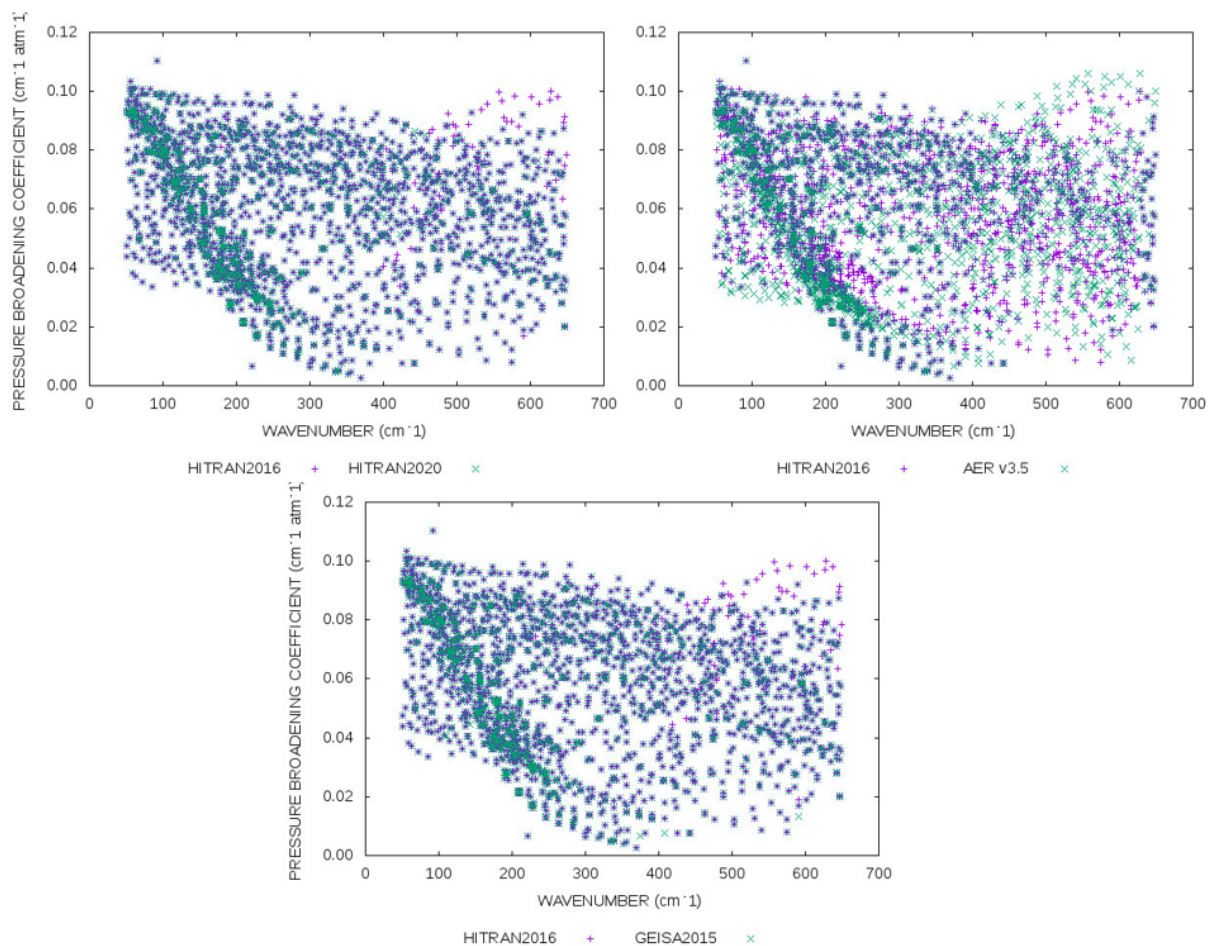 PRESSURE BROADENING COEFFICIENT (cm⁻1 atm⁻1)
0.12
0.10
0.08
0.06
0.04
0.02
0.00
0 100 200 300 400 500 600 700
WAVENUMBER (cm⁻1)
HITRAN2016 + HITRAN2020 ×
0.12
0.10
0.08
0.06
0.04
0.02
0.00
0 100 200 300 400 500 600 700
WAVENUMBER (cm⁻1)
HITRAN2016 + AER v3.5 ×
PRESSURE BROADENING COEFFICIENT (cm⁻1 atm⁻1)
0.12
0.10
0.08
0.06
0.04
0.02
0.00
0 100 200 300 400 500 600 700
WAVENUMBER (cm⁻1)
HITRAN2016 + GEISA2015 ×